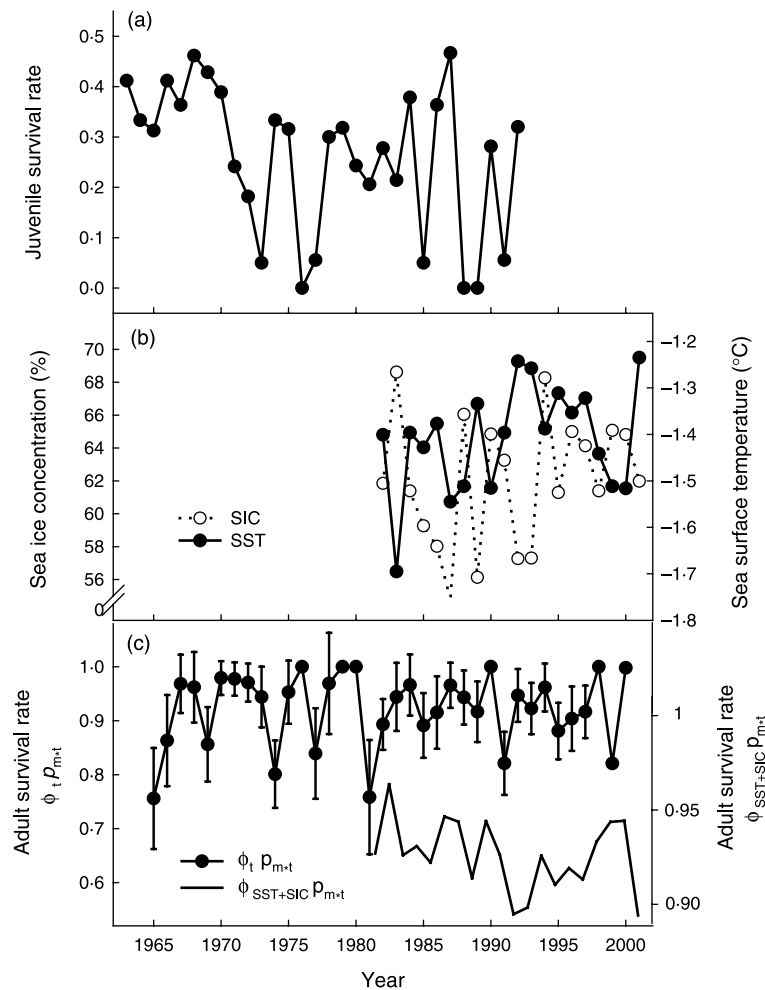 (a)
0·5
0·4
0·3
0·2
0·1
0·0
Juvenile survival rate
(b)
70
68
66
64
62
60
58
56
0
Sea ice concentration (%)
SIC
SST
−1·2
−1·3
−1·4
−1·5
−1·6
−1·7
−1·8
Sea surface temperature (°C)
(c)
1·0
0·9
0·8
0·7
0·6
Adult survival rate
ϕt pm*t
ϕt pm*t
ϕSST+SIC pm*t
1
0·95
0·90
Adult survival rate
ϕSST+SIC pm*t
1965 1970 1975 1980 1985 1990 1995 2000
Year